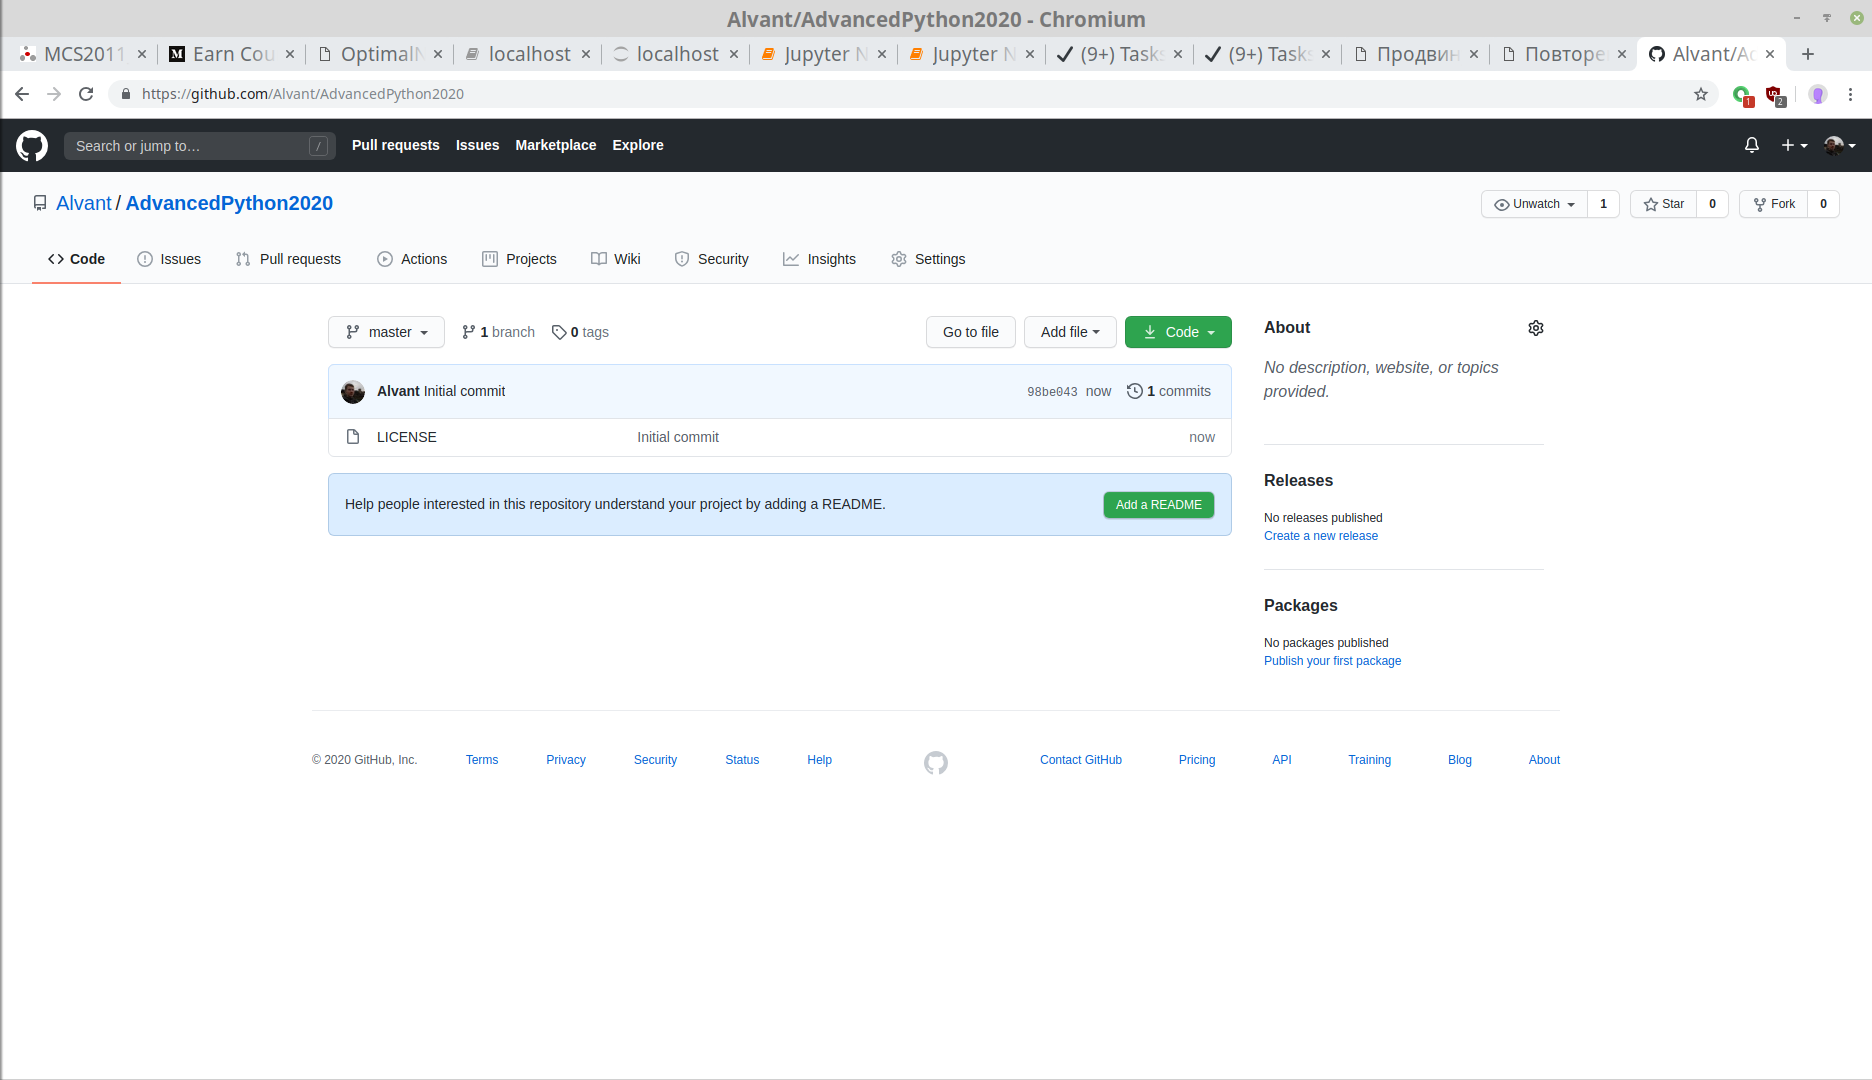 Alvant/AdvancedPython2020 - Chromium
MCS2011 Earn Cou Optimal localhost localhost Jupyter N Jupyter N (9+) Tasks (9+) Tasks Продвин Повторе Alvant/Ad
https://github.com/Alvant/AdvancedPython2020 1 2
Search or jump to… / Pull requests Issues Marketplace Explore
Alvant / AdvancedPython2020 Unwatch 1 Star 0 Fork 0
Code Issues Pull requests Actions Projects Wiki Security Insights Settings
master 1 branch 0 tags Go to file Add file Code
Alvant Initial commit 98be043 now 1 commits
LICENSE Initial commit now
Help people interested in this repository understand your project by adding a README. Add a README
About
No description, website, or topics
provided.
Releases
No releases published
Create a new release
Packages
No packages published
Publish your first package
© 2020 GitHub, Inc. Terms Privacy Security Status Help Contact GitHub Pricing API Training Blog About